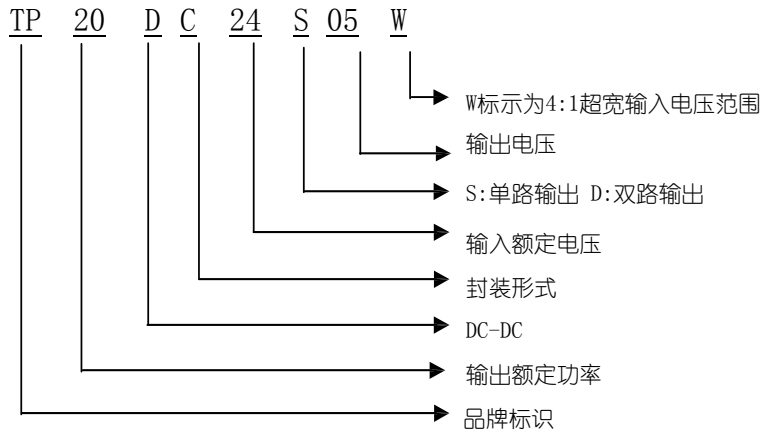 TP 20 D C 24 S 05 W
W标示为4:1超宽输入电压范围
输出电压
S:单路输出 D:双路输出
输入额定电压
封装形式
DC-DC
输出额定功率
品牌标识